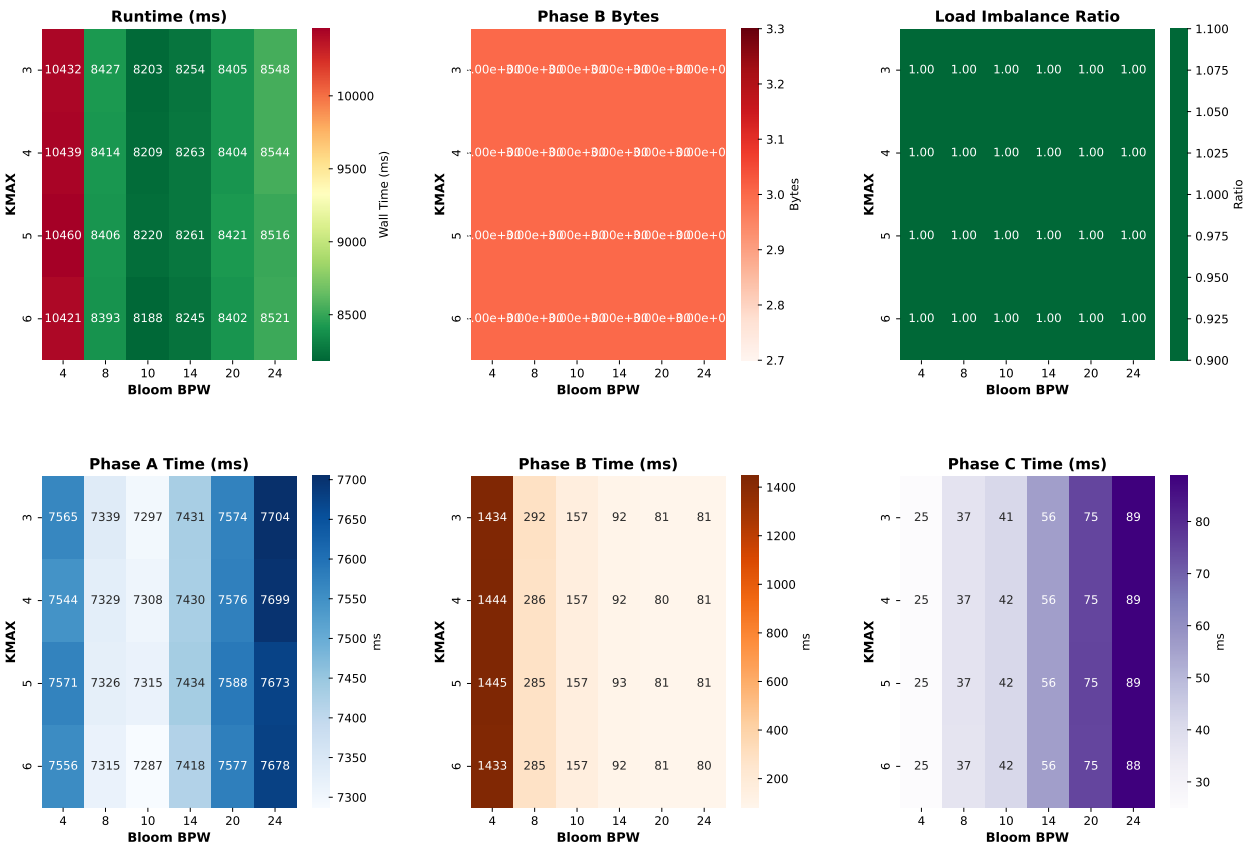 Runtime (ms) Phase B Bytes Load Imbalance Ratio
3 10432 8427 8203 8254 8405 8548
4 10439 8414 8209 8263 8404 8544
5 10460 8406 8220 8261 8421 8516
6 10421 8393 8188 8245 8402 8521
4 8 10 14 20 24
Bloom BPW
KMAX
10000
9500
9000
8500
Wall Time (ms)
3
4
5
6
4 8 10 14 20 24
Bloom BPW
KMAX
3.3
3.2
3.1
3.0
2.9
2.8
2.7
Bytes
3 1.00 1.00 1.00 1.00 1.00 1.00
4 1.00 1.00 1.00 1.00 1.00 1.00
5 1.00 1.00 1.00 1.00 1.00 1.00
6 1.00 1.00 1.00 1.00 1.00 1.00
4 8 10 14 20 24
Bloom BPW
KMAX
1.100
1.075
1.050
1.025
1.000
0.975
0.950
0.925
0.900
Ratio
Phase A Time (ms) Phase B Time (ms) Phase C Time (ms)
3 7565 7339 7297 7431 7574 7704
4 7544 7329 7308 7430 7576 7699
5 7571 7326 7315 7434 7588 7673
6 7556 7315 7287 7418 7577 7678
4 8 10 14 20 24
Bloom BPW
KMAX
7700
7650
7600
7550
7500
7450
7400
7350
7300
ms
3 1434 292 157 92 81 81
4 1444 286 157 92 80 81
5 1445 285 157 93 81 81
6 1433 285 157 92 81 80
4 8 10 14 20 24
Bloom BPW
KMAX
1400
1200
1000
800
600
400
200
ms
3 25 37 41 56 75 89
4 25 37 42 56 75 89
5 25 37 42 56 75 89
6 25 37 42 56 75 88
4 8 10 14 20 24
Bloom BPW
KMAX
80
70
60
50
40
30
ms